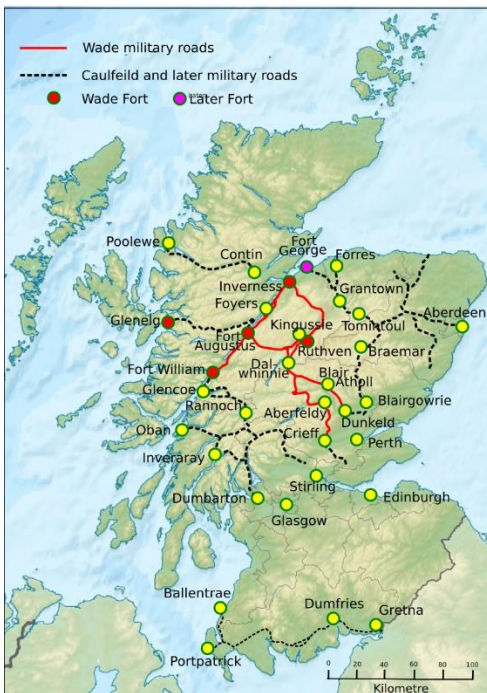 Wade military roads
Caulfeild and later military roads
Wade Fort
Later Fort
Poolewe
Contin
Fort
George
Forres
Inverness
Foyers
Grantown
Glenelg
Fort
Augustus
Kingussie
Tomintoul
Aberdeen
Ruthven
Braemar
Dal
whinnie
Fort William
Blair
Atholl
Glencoe
Rannoch
Aberfeldy
Blairgowrie
Dunkeld
Oban
Crieff
Perth
Inveraray
Stirling
Dumbarton
Edinburgh
Glasgow
Ballentrae
Dumfries
Gretna
Portpatrick
0 20 40 60 80 100
Kilometre